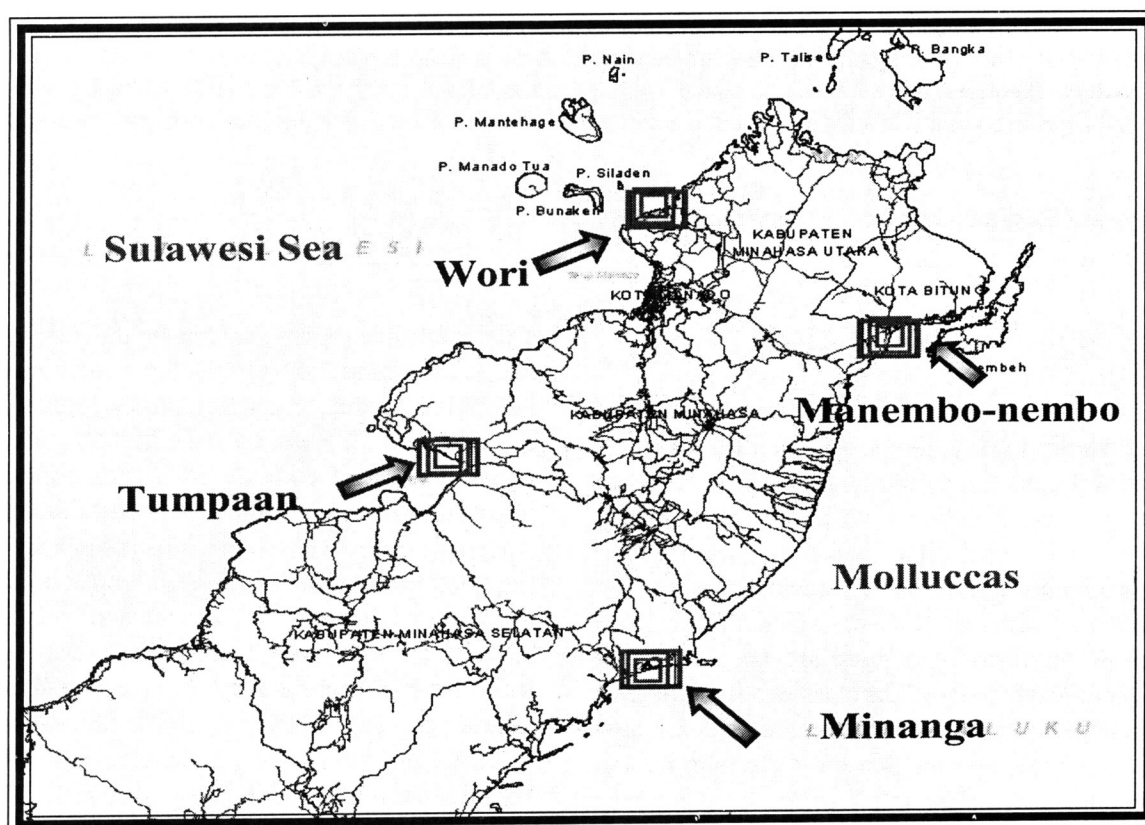 P. Nain
P. Talise
P. Bangka
P. Mantehage
P. Manado Tua
P. Siladen
P. Bunaken
KABUPATEN
MINAHASA UTARA
L
Sulawesi Sea
E S I
Wori
KOTA BITUNG
Manembo-nembo
KABUPATEN MINAHASA
Tumpaan
Molluccas
KABUPATEN MINAHASA SELATAN
Minanga
L U K U